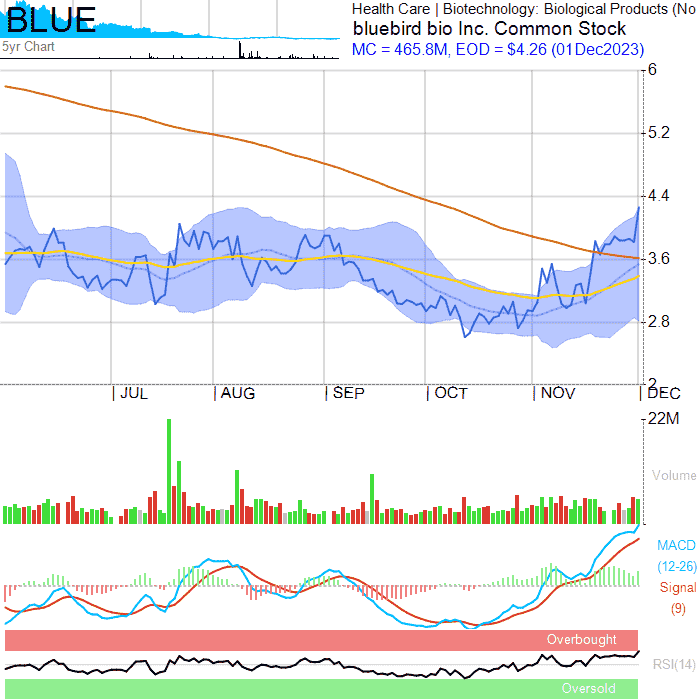 BLUE
5yr Chart
Health Care | Biotechnology: Biological Products (No
bluebird bio Inc. Common Stock
MC = 465.8M, EOD = $4.26 (01Dec2023)
6
5.2
4.4
3.6
2.8
2
JUL AUG SEP OCT NOV DEC
22M
Volume
MACD
(12-26)
Signal
(9)
Overbought
RSI(14)
Oversold